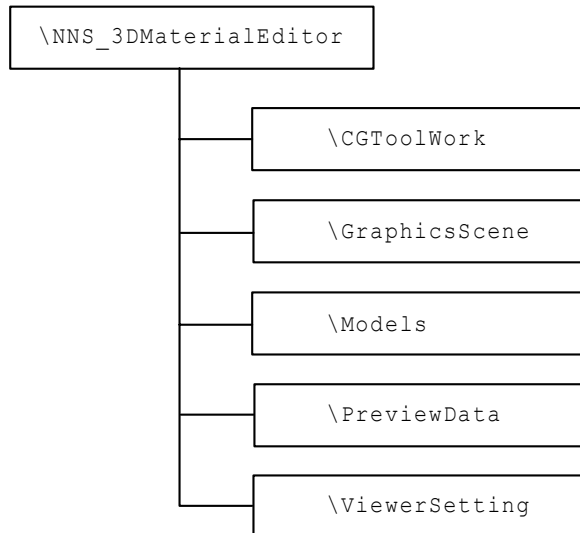 \NNS_3DMaterialEditor
\CGToolWork
\GraphicsScene
\Models
\PreviewData
\ViewerSetting